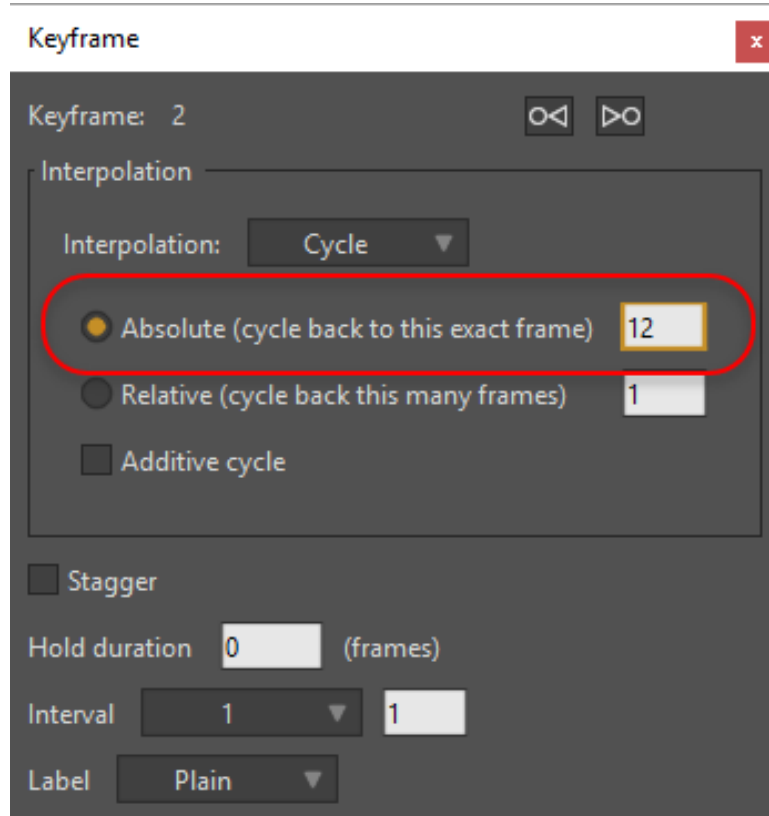 Keyframe
x
Keyframe: 2
Interpolation
Interpolation: Cycle
Absolute (cycle back to this exact frame) 12
Relative (cycle back this many frames) 1
Additive cycle
Stagger
Hold duration 0 (frames)
Interval 1 1
Label Plain